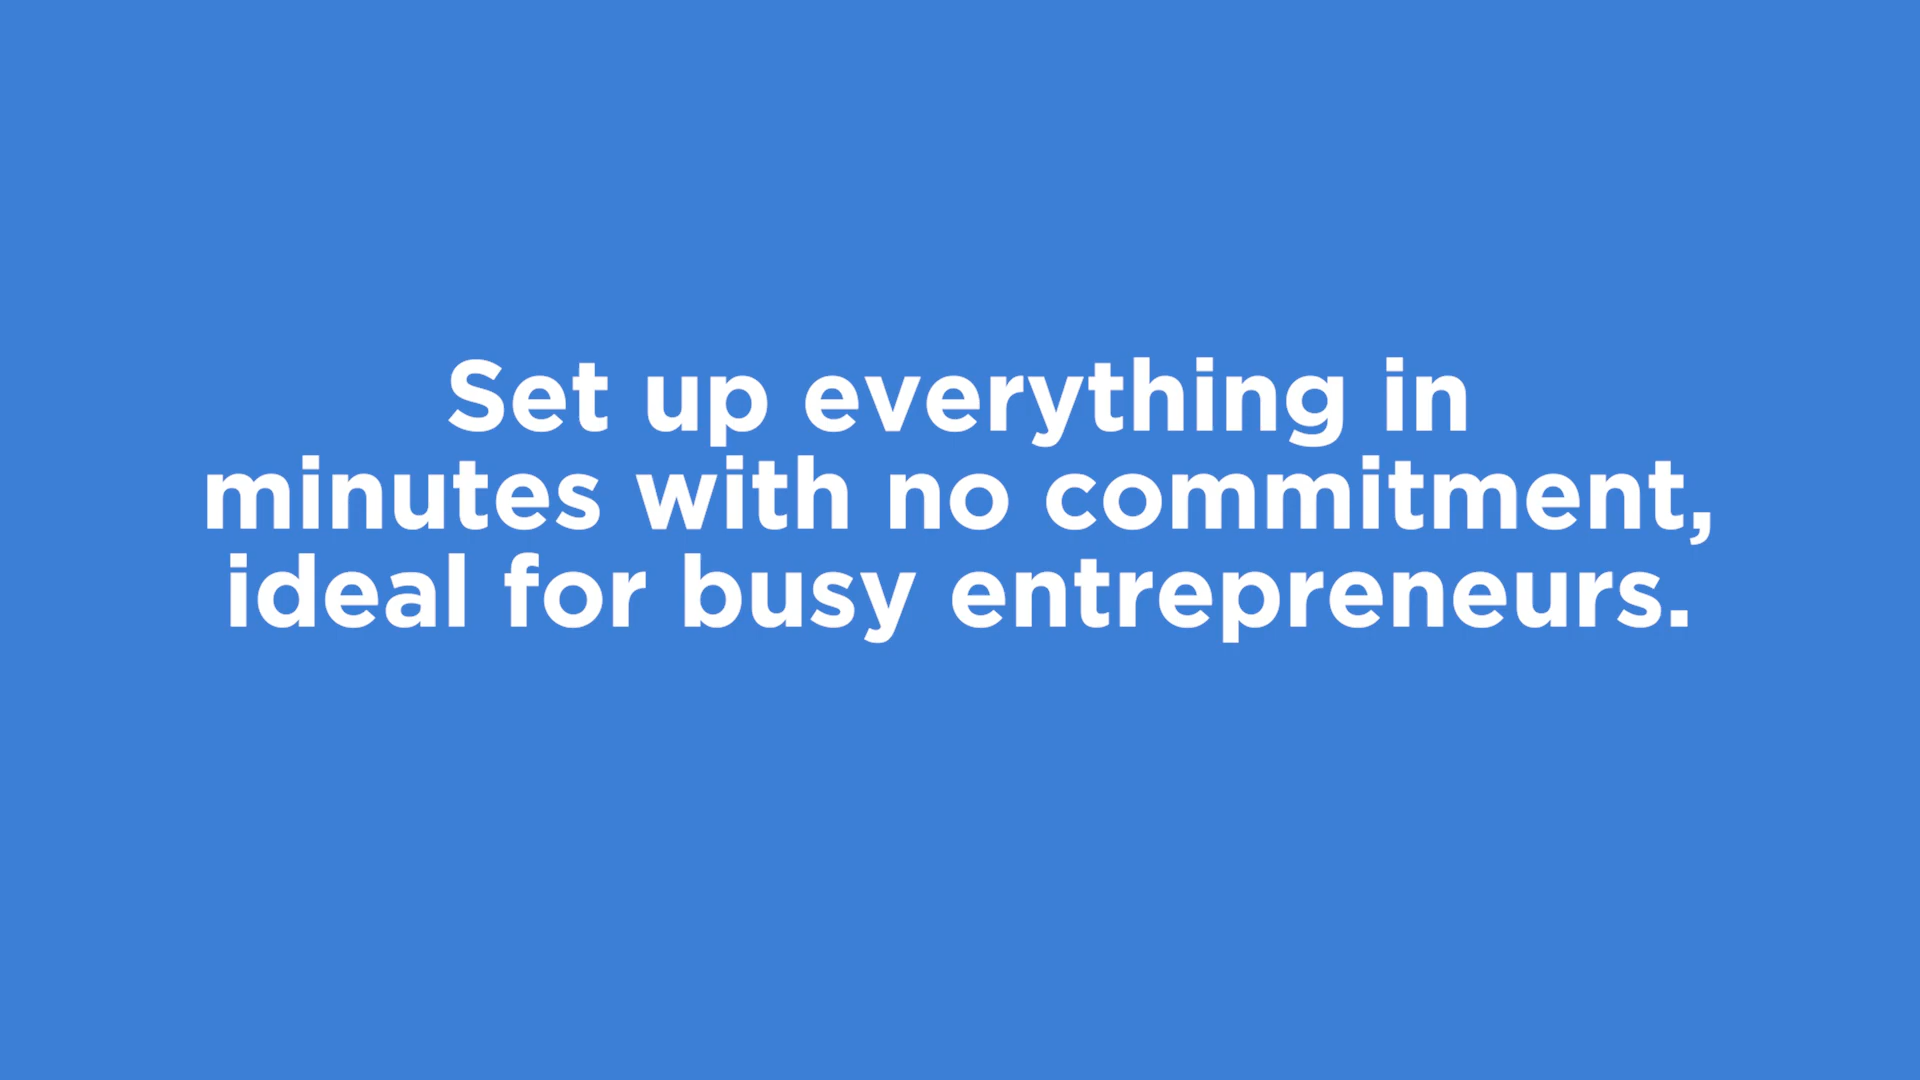 Set up everything in
minutes with no commitment,
ideal for busy entrepreneurs.